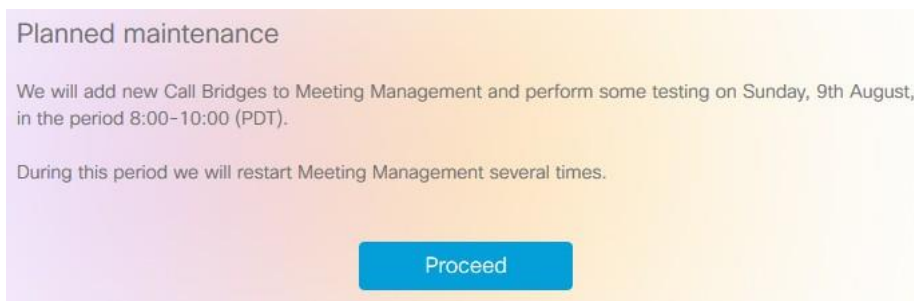 Planned maintenance
We will add new Call Bridges to Meeting Management and perform some testing on Sunday, 9th August,
in the period 8:00-10:00 (PDT).
During this period we will restart Meeting Management several times.
Proceed